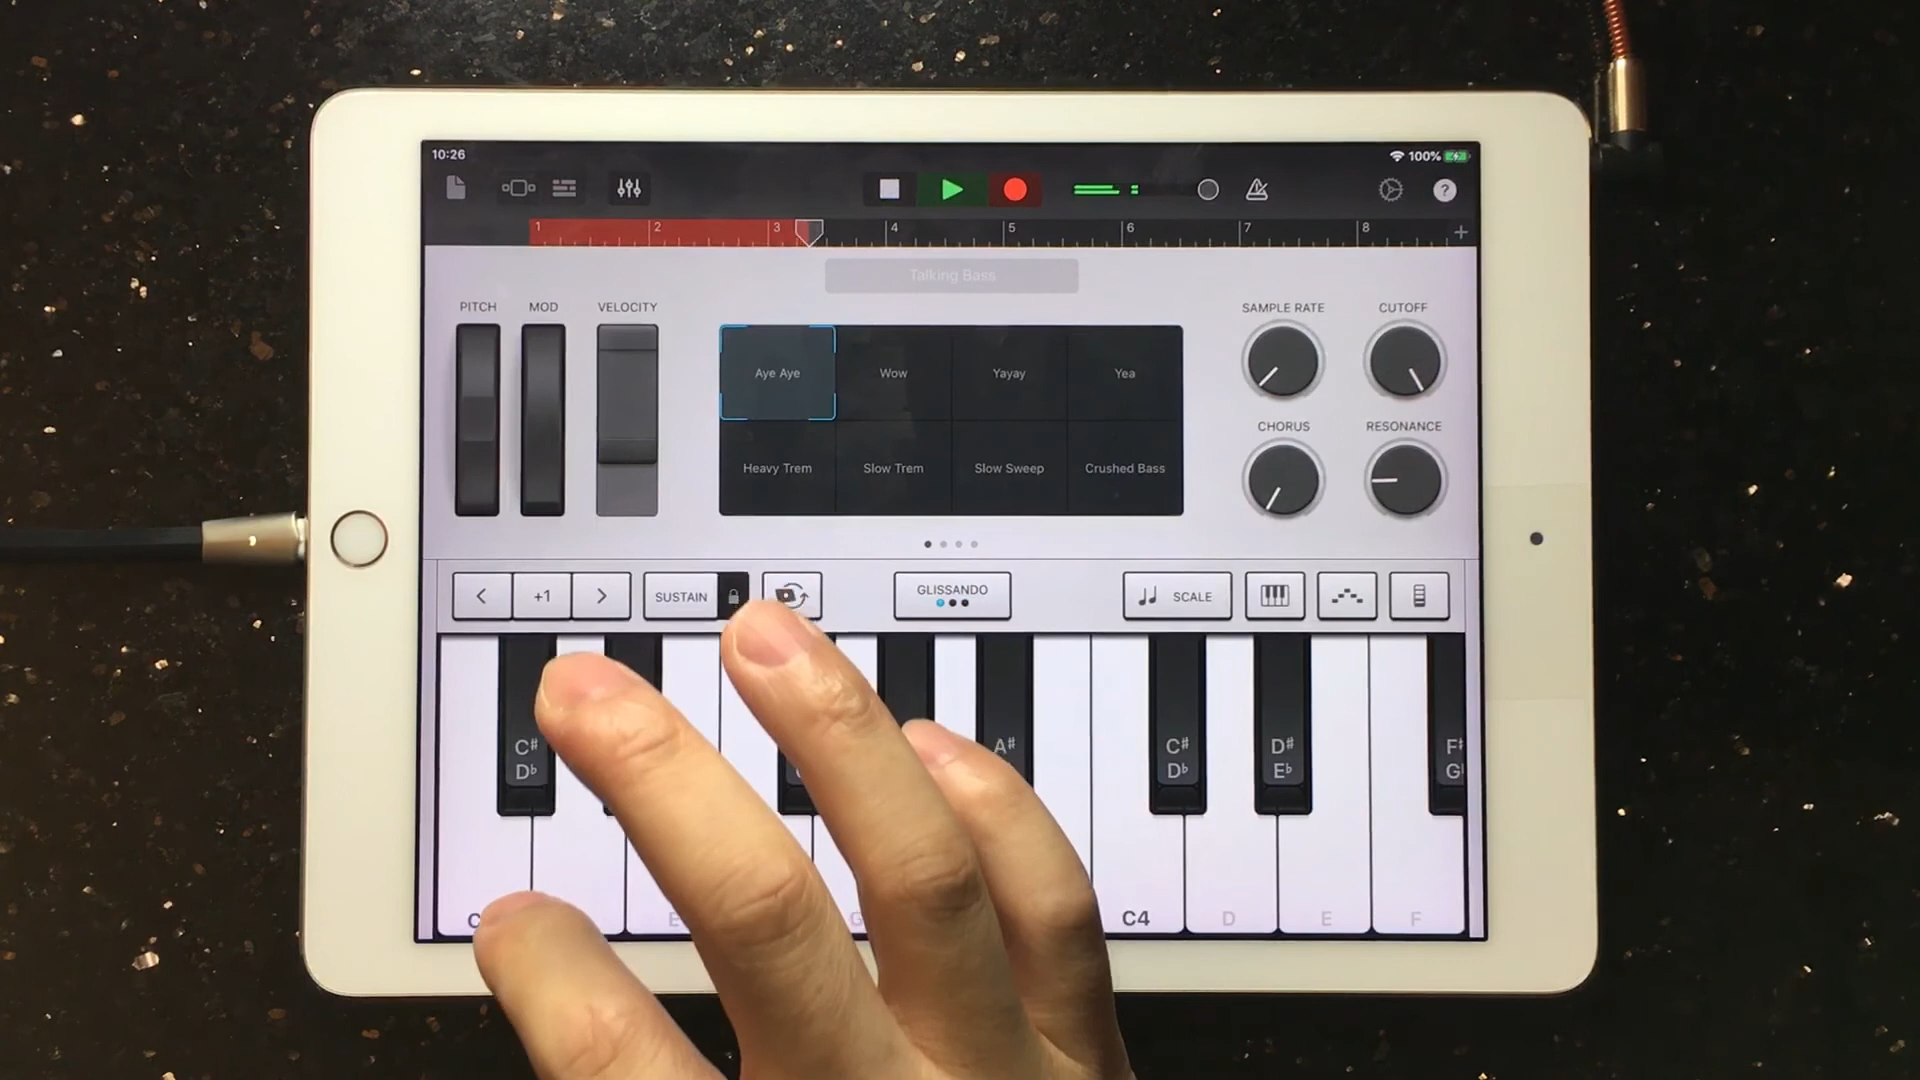 10:26
100%
?
1 2 3 4 5 6 7 8 +
Talking Bass
PITCH MOD VELOCITY
SAMPLE RATE CUTOFF
Aye Aye Wow Yayay Yea
CHORUS RESONANCE
Heavy Trem Slow Trem Slow Sweep Crushed Bass
< +1 > SUSTAIN GLISSANDO SCALE
C# A# C# D# F#
D♭ D♭ E♭
C E G C4 D E F